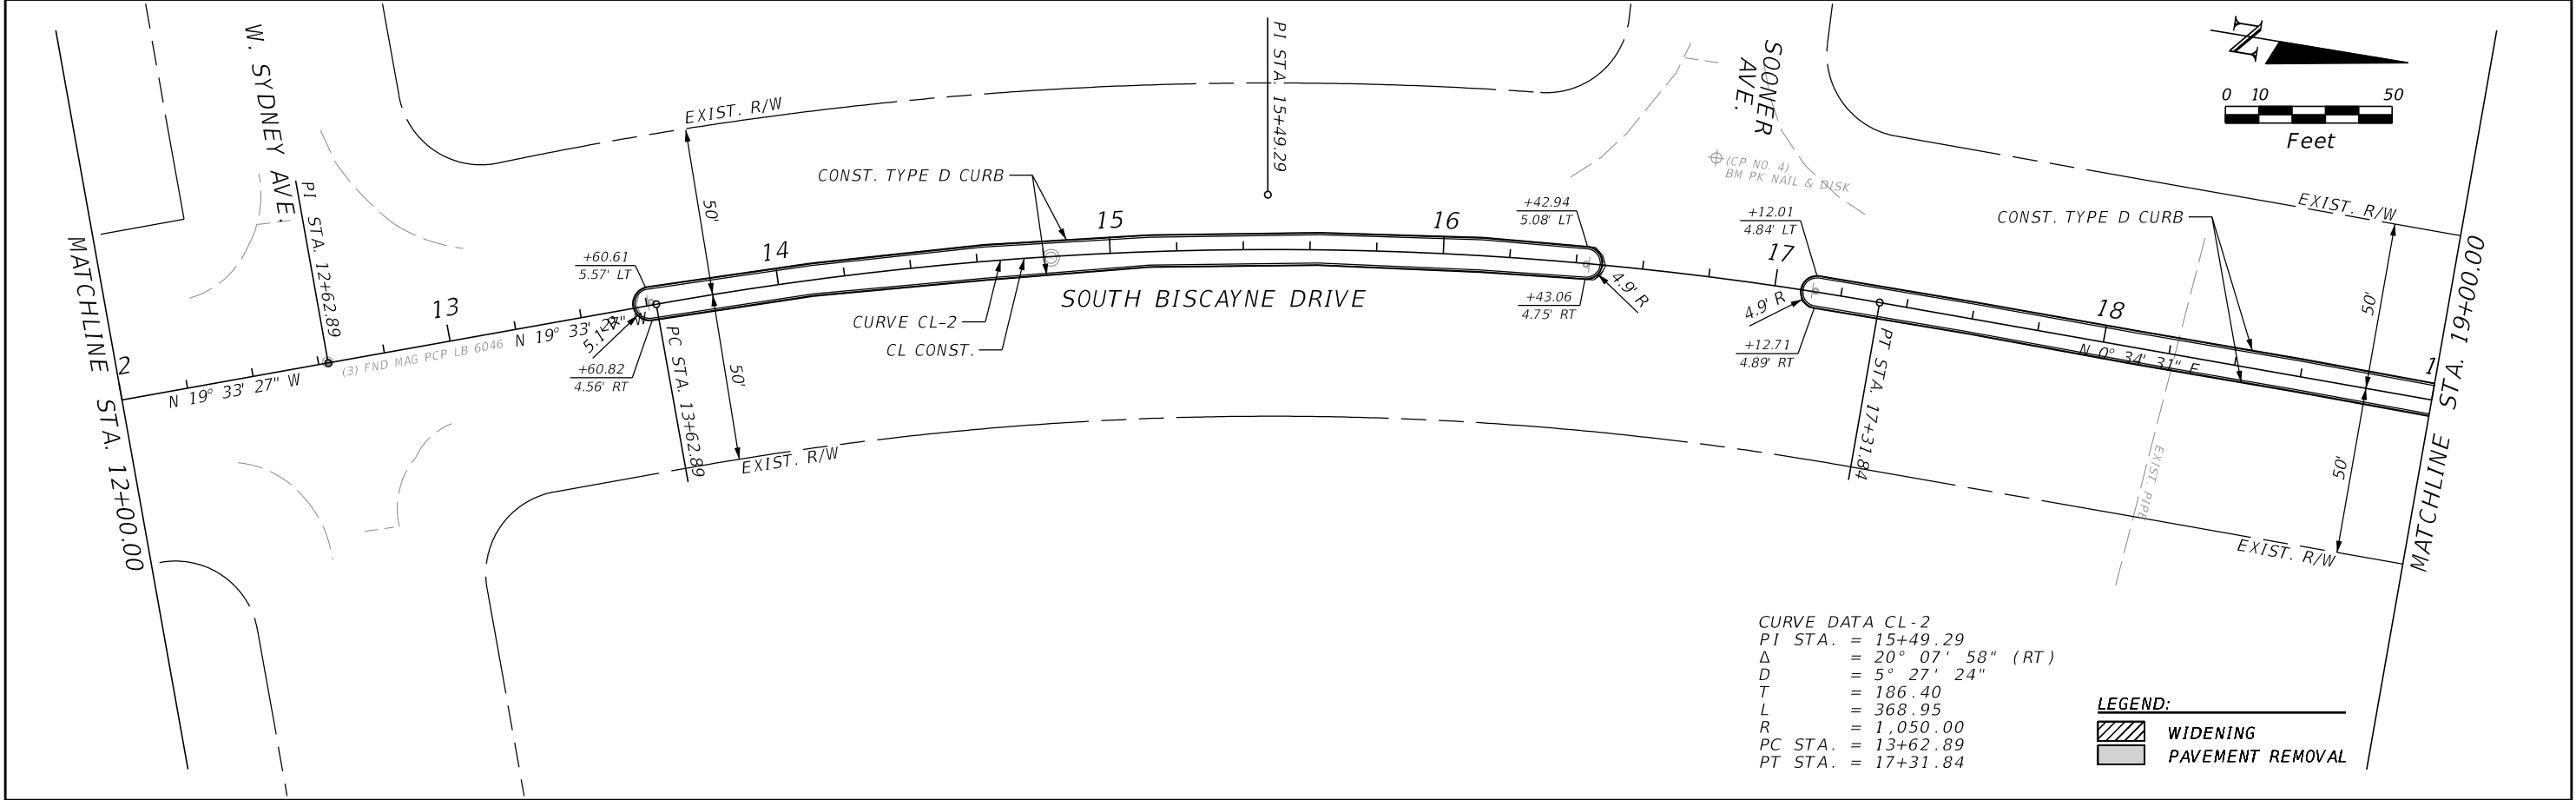 W. SYDNEY AVE.
PI STA. 12+62.89
MATCHLINE STA. 12+00.00
2
N 19° 33' 27" W
13
(3) FND MAG PCP LB 6046
N 19° 33' 27" W
5.1' R
+60.61
5.57' LT
+60.82
4.56' RT
PC STA. 13+62.89
EXIST. R/W
50'
50'
EXIST. R/W
14
CONST. TYPE D CURB
15
PI STA. 15+49.29
CURVE CL-2
CL CONST.
SOUTH BISCAYNE DRIVE
16
+42.94
5.08' LT
+43.06
4.75' RT
4.9' R
SOONER AVE.
(CP NO. 4)
BM PK NAIL & DISK
17
+12.01
4.84' LT
4.9' R
+12.71
4.89' RT
PT STA. 17+31.84
18
N 0° 34' 31" E
CONST. TYPE D CURB
EXIST. PIPE
EXIST. R/W
50'
50'
EXIST. R/W
1
MATCHLINE STA. 19+00.00
N
0 10 50
Feet
CURVE DATA CL-2
PI STA. = 15+49.29
Δ = 20° 07' 58" (RT)
D = 5° 27' 24"
T = 186.40
L = 368.95
R = 1,050.00
PC STA. = 13+62.89
PT STA. = 17+31.84
LEGEND:
WIDENING
PAVEMENT REMOVAL